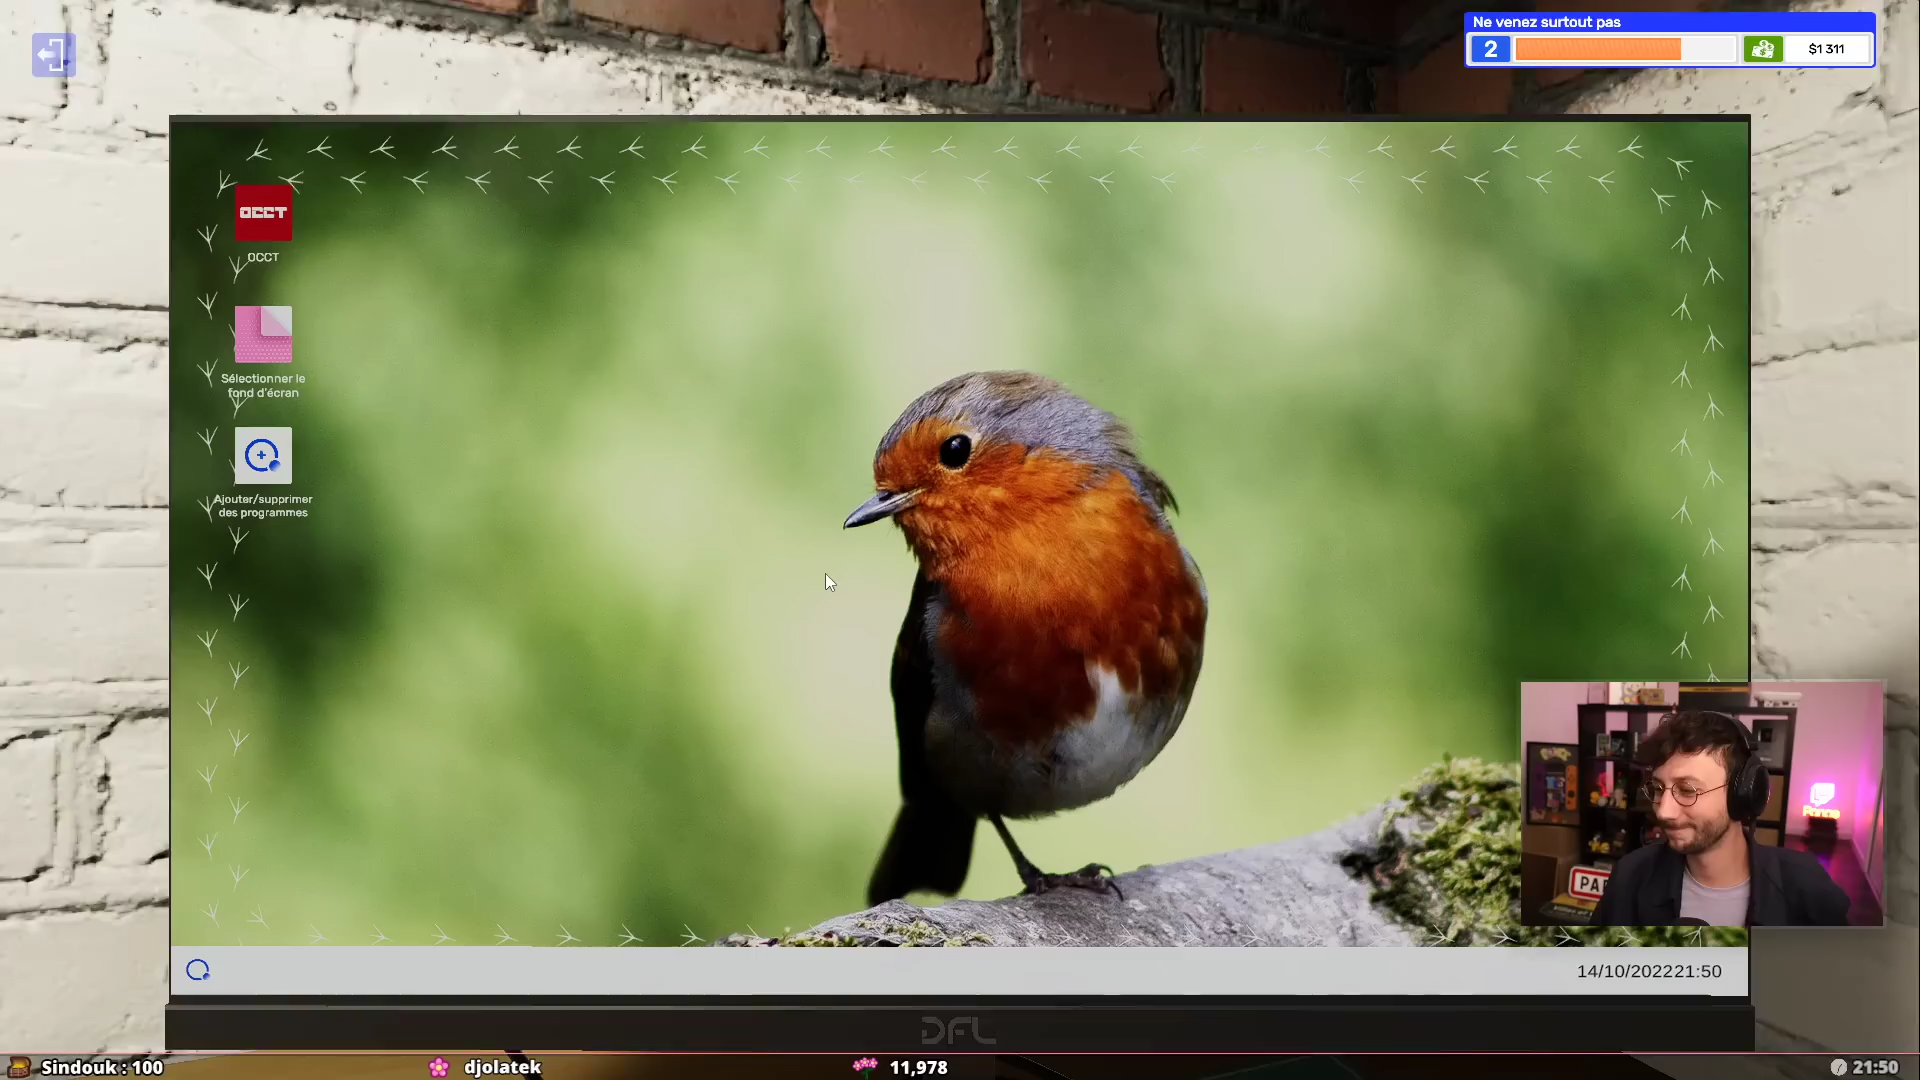 Ne venez surtout pas
2
$1 311
OCCT
OCCT
Sélectionner le
fond d'écran
Ajouter/supprimer
des programmes
PA
14/10/202221:50
DFL
Sindouk : 100
djolatek
11,978
21:50